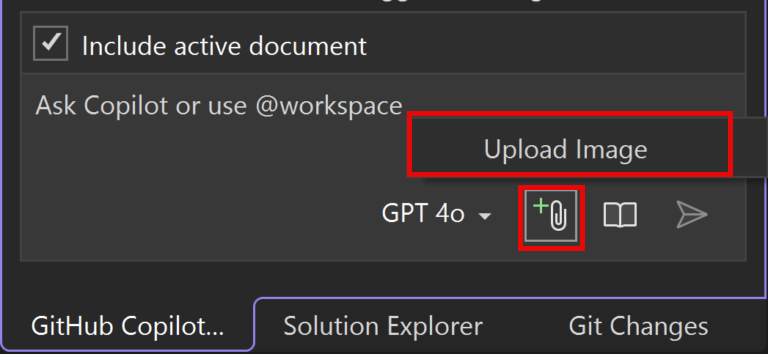 Include active document
Ask Copilot or use @workspace
Upload Image
GPT 4o
GitHub Copilot... Solution Explorer Git Changes